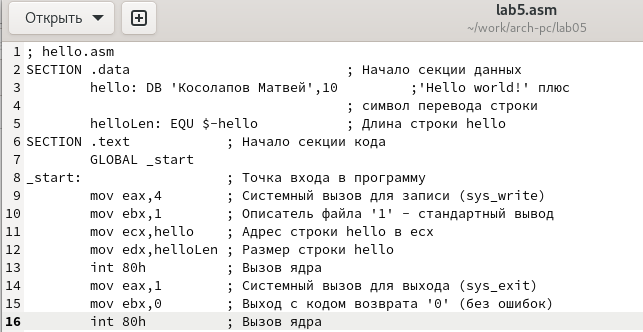 Открыть
lab5.asm
~/work/arch-pc/lab05
1 ; hello.asm
2 SECTION .data ; Начало секции данных
3 hello: DB 'Косолапов Матвей',10 ;'Hello world!' плюс
4 ; символ перевода строки
5 helloLen: EQU $-hello ; Длина строки hello
6 SECTION .text ; Начало секции кода
7 GLOBAL _start
8 _start: ; Точка входа в программу
9 mov eax,4 ; Системный вызов для записи (sys_write)
10 mov ebx,1 ; Описатель файла '1' - стандартный вывод
11 mov ecx,hello ; Адрес строки hello в ecx
12 mov edx,helloLen ; Размер строки hello
13 int 80h ; Вызов ядра
14 mov eax,1 ; Системный вызов для выхода (sys_exit)
15 mov ebx,0 ; Выход с кодом возврата '0' (без ошибок)
16 int 80h ; Вызов ядра